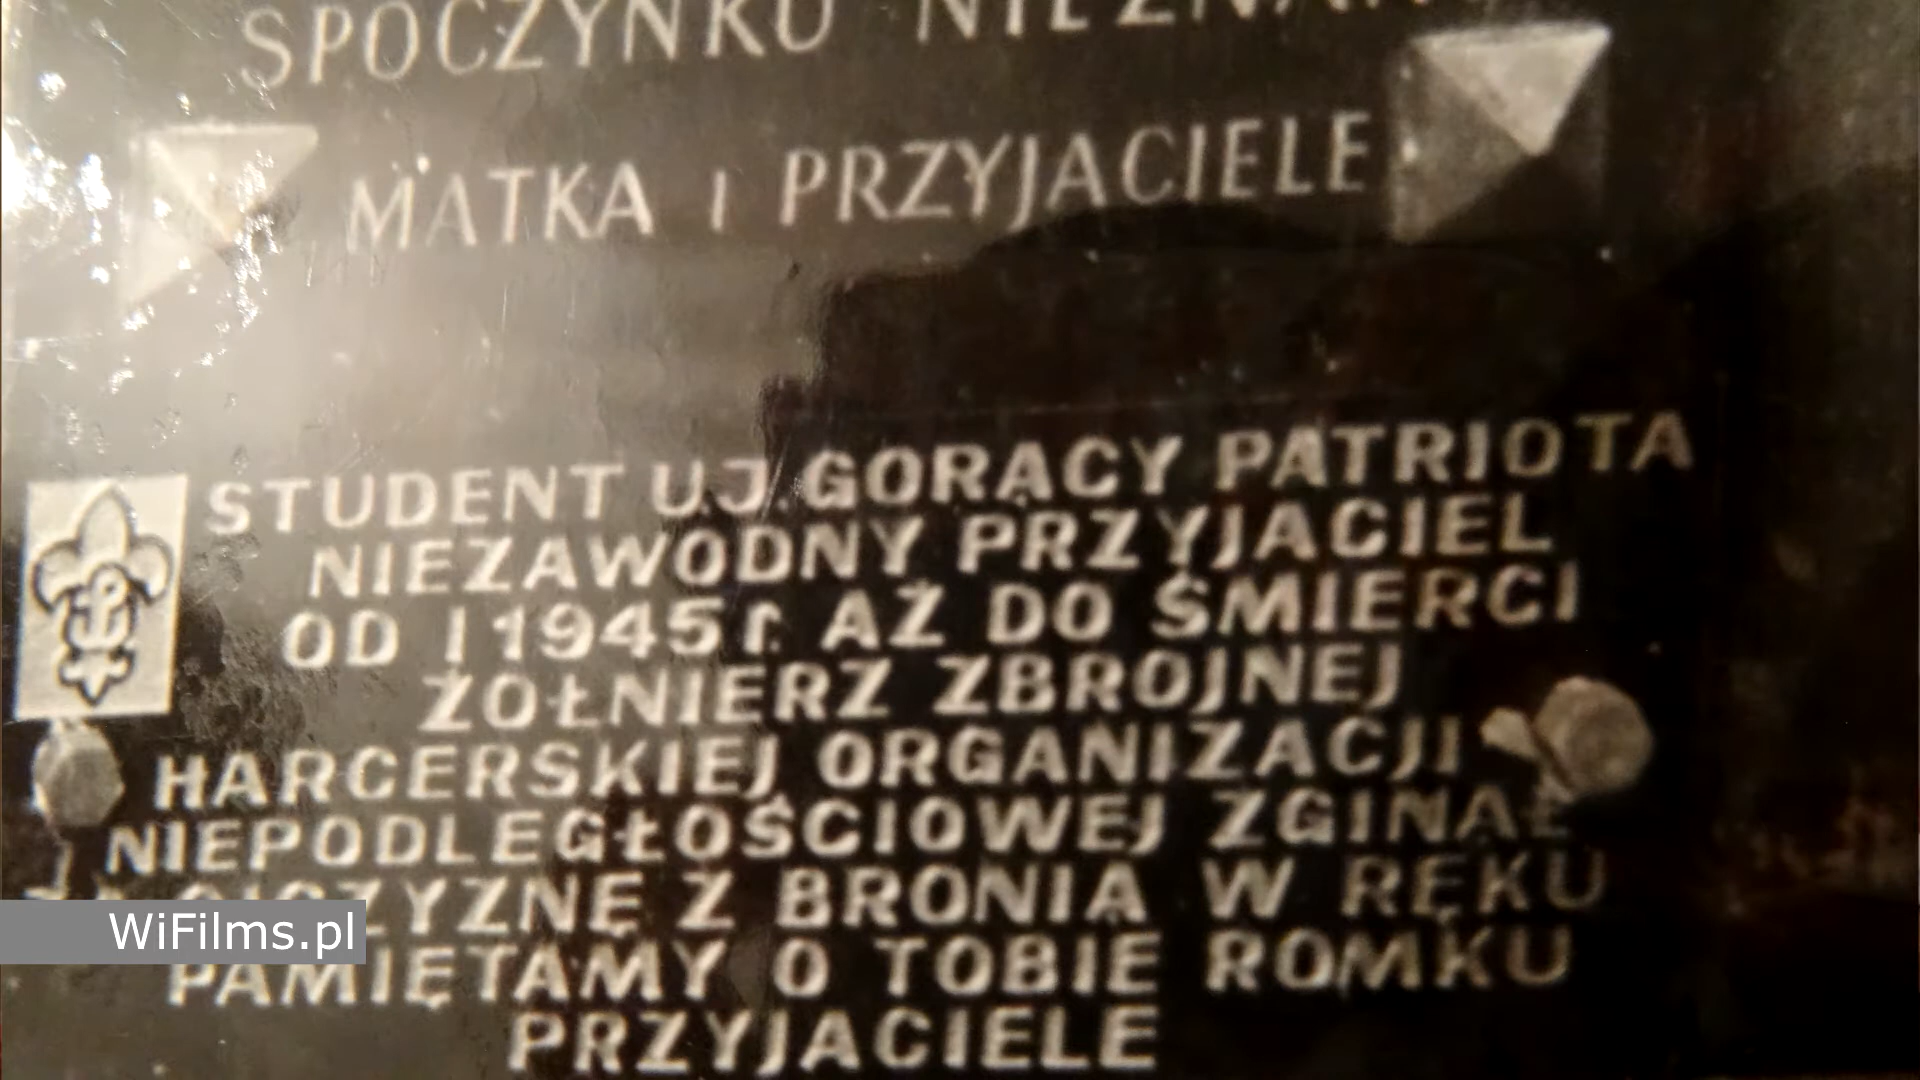 SPOCZYNKU
MATKA i PRZYJACIELE
STUDENT U.J. GORĄCY PATRIOTA
NIEZAWODNY PRZYJACIEL
OD I 1945 r. AŻ DO ŚMIERCI
ŻOŁNIERZ ZBROJNEJ
HARCERSKIEJ ORGANIZACJI
NIEPODLEGŁOŚCIOWEJ ZGINĄŁ
OJCZYZNĘ Z BRONIĄ W RĘKU
WiFilms.pl
PAMIĘTAMY O TOBIE ROMKU
PRZYJACIELE